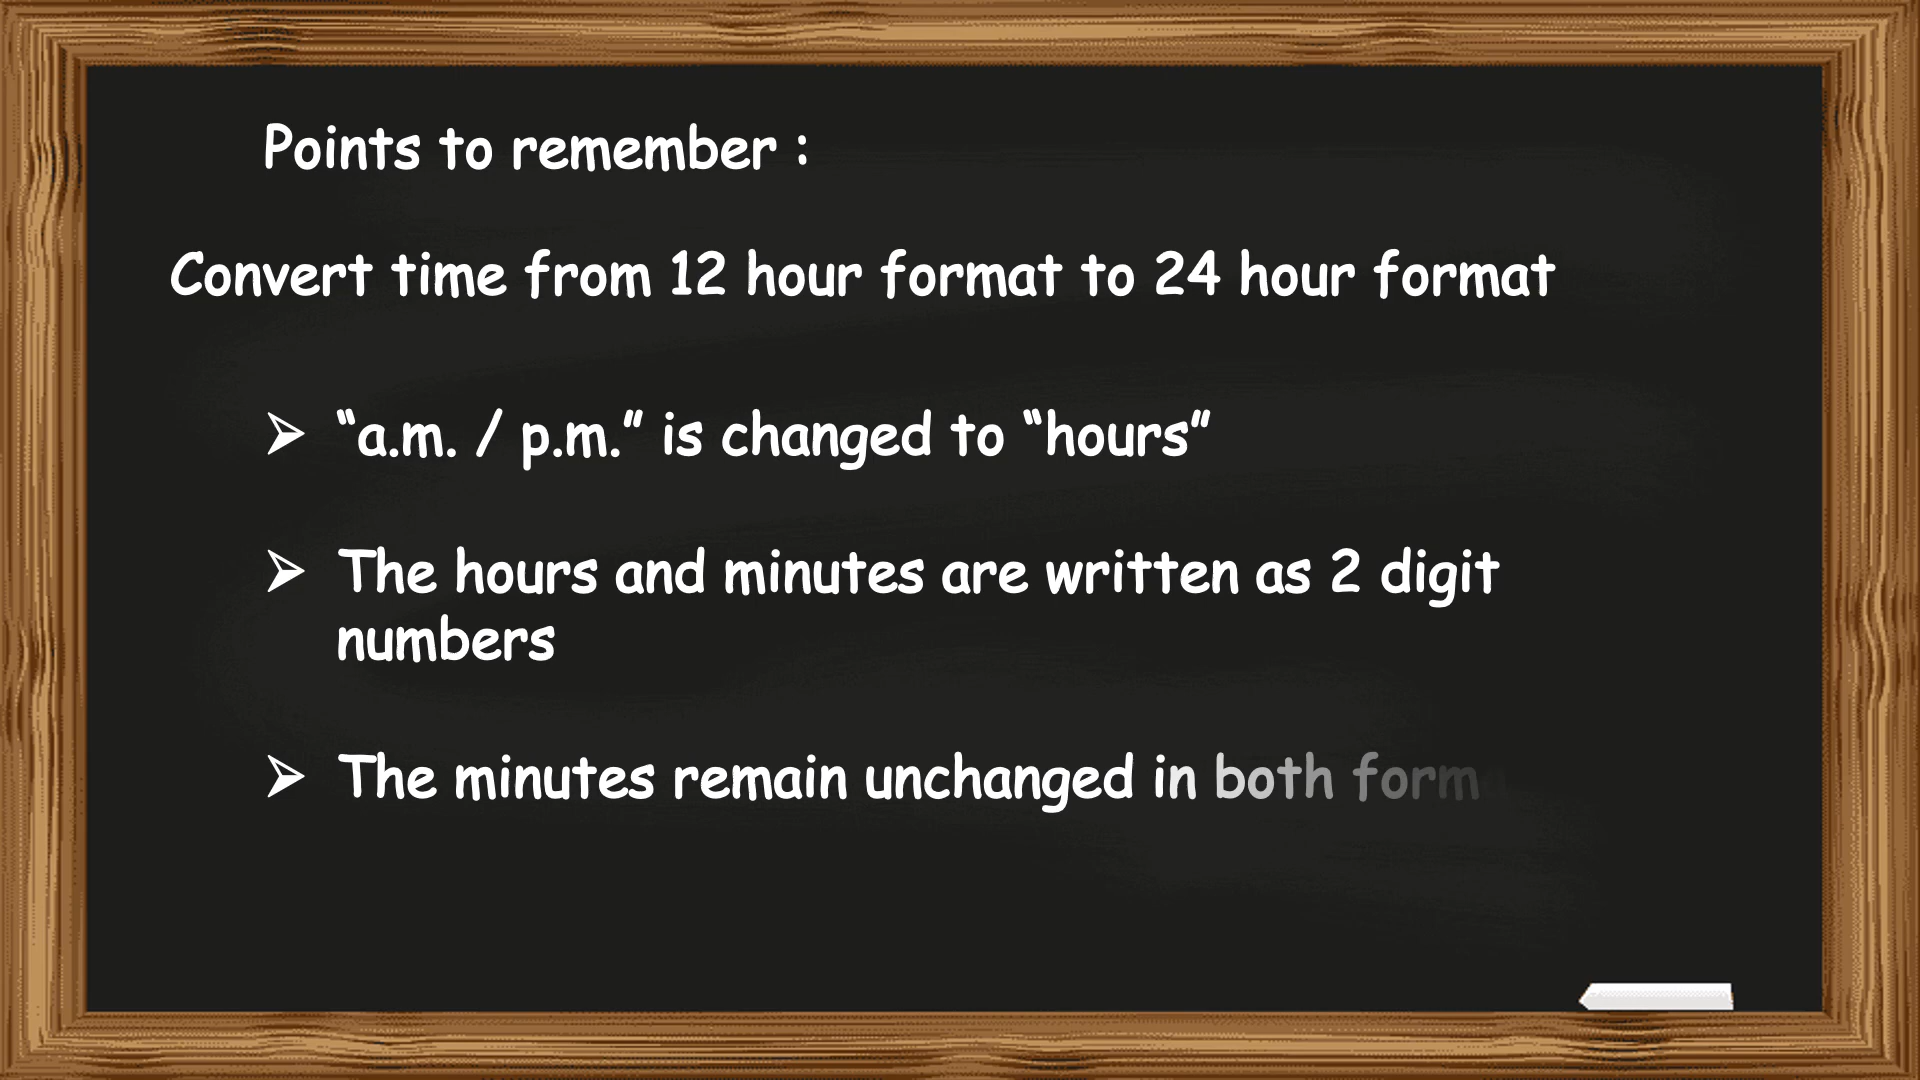 Points to remember :
Convert time from 12 hour format to 24 hour format
➢ “a.m. / p.m.” is changed to “hours”
➢ The hours and minutes are written as 2 digit
numbers
➢ The minutes remain unchanged in both